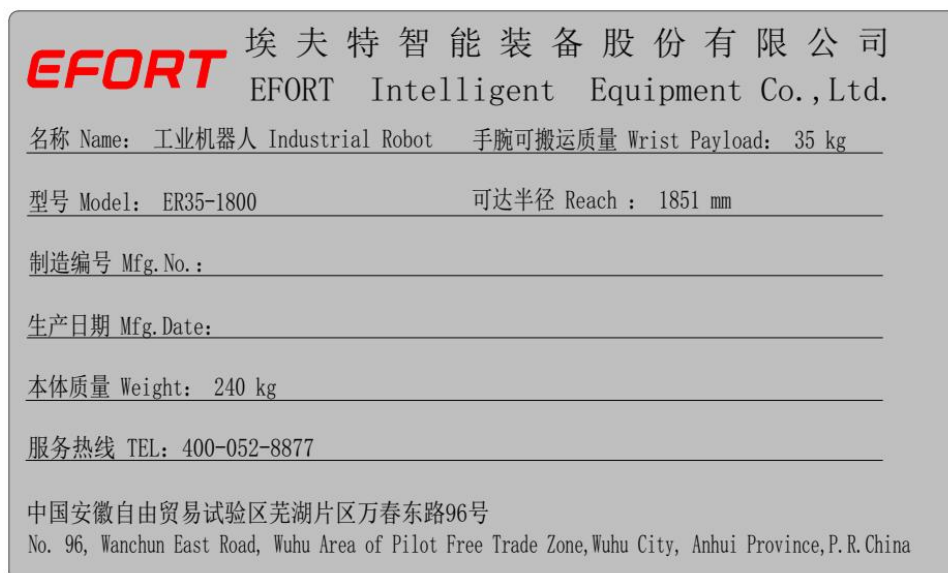 EFORT 埃夫特智能装备股份有限公司
EFORT Intelligent Equipment Co.,Ltd.
名称 Name: 工业机器人 Industrial Robot 手腕可搬运质量 Wrist Payload: 35 kg
型号 Model: ER35-1800 可达半径 Reach : 1851 mm
制造编号 Mfg.No.:
生产日期 Mfg.Date:
本体质量 Weight: 240 kg
服务热线 TEL: 400-052-8877
中国安徽自由贸易试验区芜湖片区万春东路96号
No. 96, Wanchun East Road, Wuhu Area of Pilot Free Trade Zone,Wuhu City, Anhui Province,P.R.China